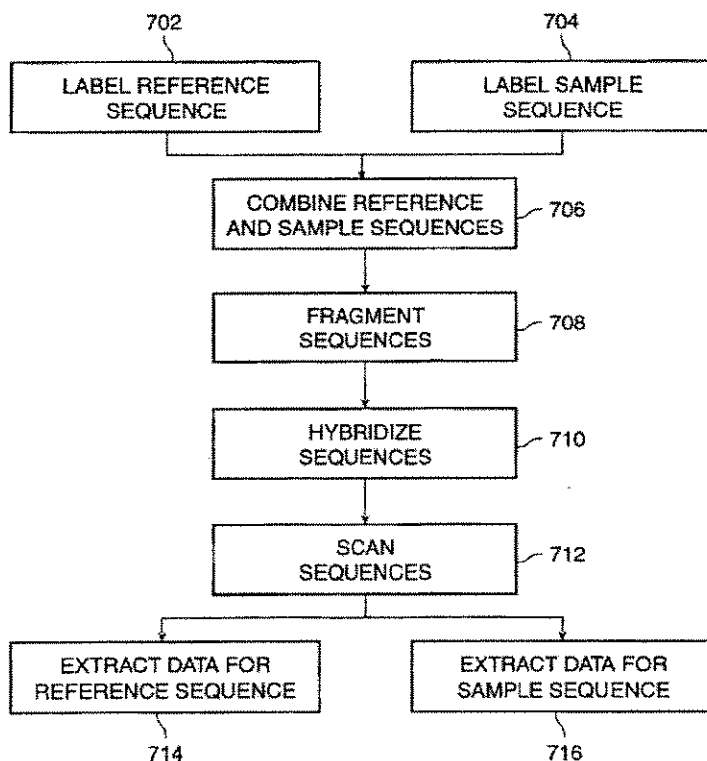 702
704
LABEL REFERENCE
SEQUENCE
LABEL SAMPLE
SEQUENCE
COMBINE REFERENCE
AND SAMPLE SEQUENCES
706
FRAGMENT
SEQUENCES
708
HYBRIDIZE
SEQUENCES
710
SCAN
SEQUENCES
712
EXTRACT DATA FOR
REFERENCE SEQUENCE
EXTRACT DATA FOR
SAMPLE SEQUENCE
714
716